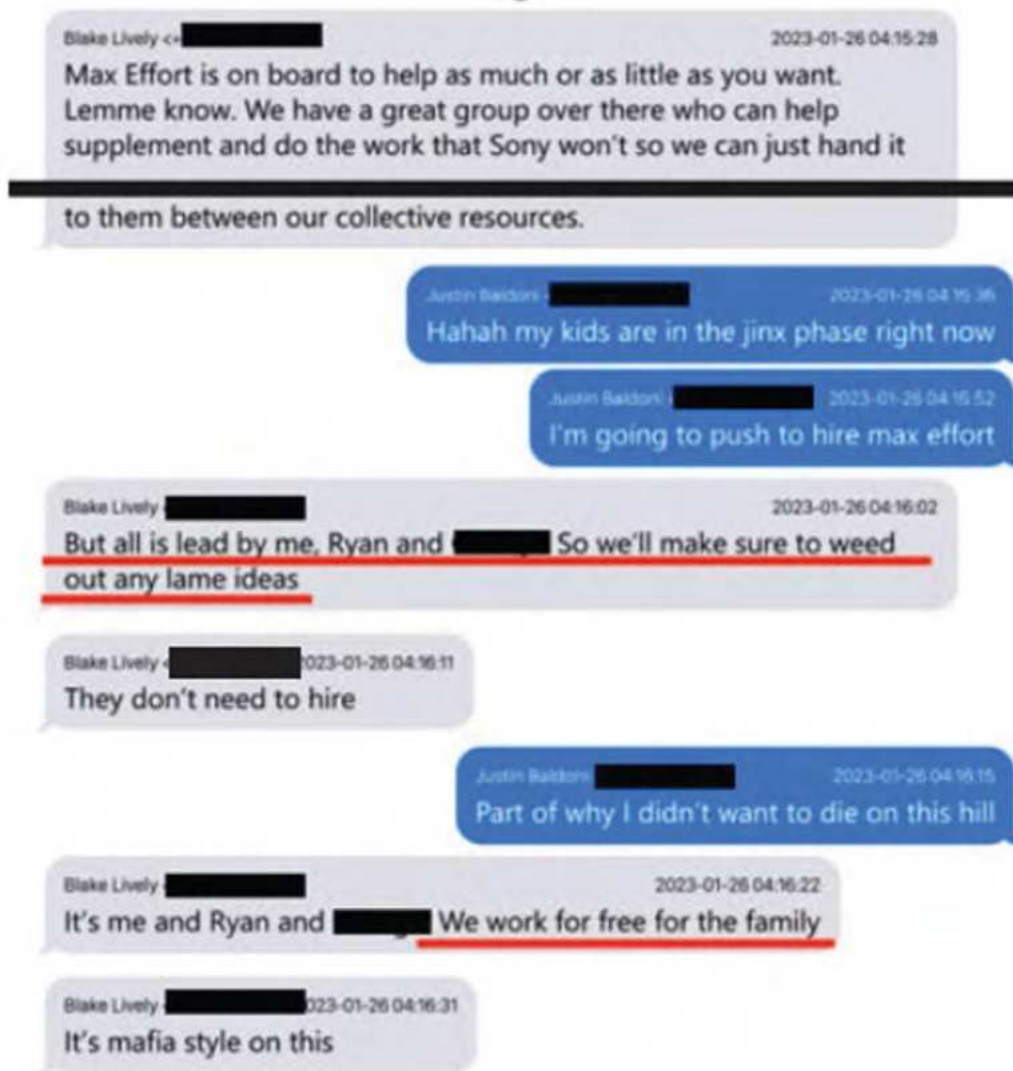 Blake Lively <
2023-01-26 04:15:28
Max Effort is on board to help as much or as little as you want.
Lemme know. We have a great group over there who can help
supplement and do the work that Sony won't so we can just hand it
to them between our collective resources.
Justin Baldoni
2023-01-26 04:15:36
Hahah my kids are in the jinx phase right now
Justin Baldoni
2023-01-26 04:15:52
I'm going to push to hire max effort
Blake Lively
2023-01-26 04:16:02
But all is lead by me, Ryan and So we'll make sure to weed
out any lame ideas
Blake Lively
023-01-26 04:16:11
They don't need to hire
Justin Baldoni
2023-01-26 04:16:15
Part of why I didn't want to die on this hill
Blake Lively
2023-01-26 04:16:22
It's me and Ryan and We work for free for the family
Blake Lively
023-01-26 04:16:31
It's mafia style on this